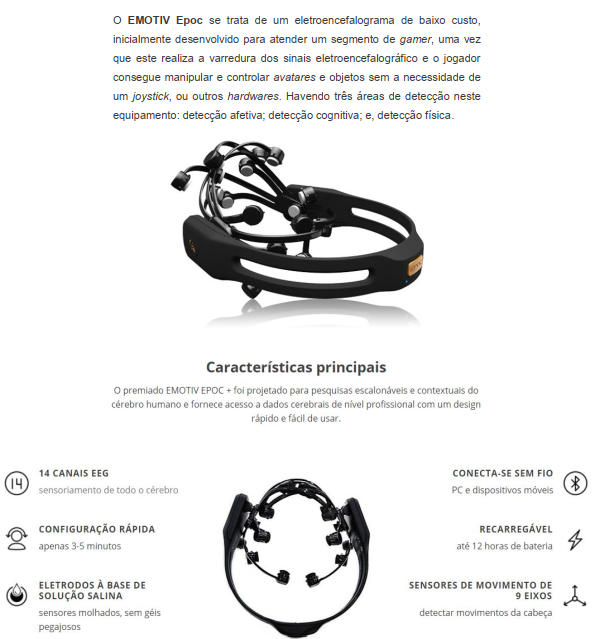 O EMOTIV Epoc se trata de um eletroencefalograma de baixo custo,
inicialmente desenvolvido para atender um segmento de gamer, uma vez
que este realiza a varredura dos sinais eletroencefalográfico e o jogador
consegue manipular e controlar avatares e objetos sem a necessidade de
um joystick, ou outros hardwares. Havendo três áreas de detecção neste
equipamento: detecção afetiva; detecção cognitiva; e, detecção física.
Características principais
O premiado EMOTIV EPOC + foi projetado para pesquisas escalonáveis e contextuais do
cérebro humano e fornece acesso a dados cerebrais de nível profissional com um design
rápido e fácil de usar.
14
14 CANAIS EEG
sensoriamento de todo o cérebro
CONFIGURAÇÃO RÁPIDA
apenas 3-5 minutos
ELETRODOS À BASE DE
SOLUÇÃO SALINA
sensores molhados, sem géis
pegajosos
CONECTA-SE SEM FIO
PC e dispositivos móveis
RECARREGÁVEL
até 12 horas de bateria
SENSORES DE MOVIMENTO DE
9 EIXOS
detectar movimentos da cabeça